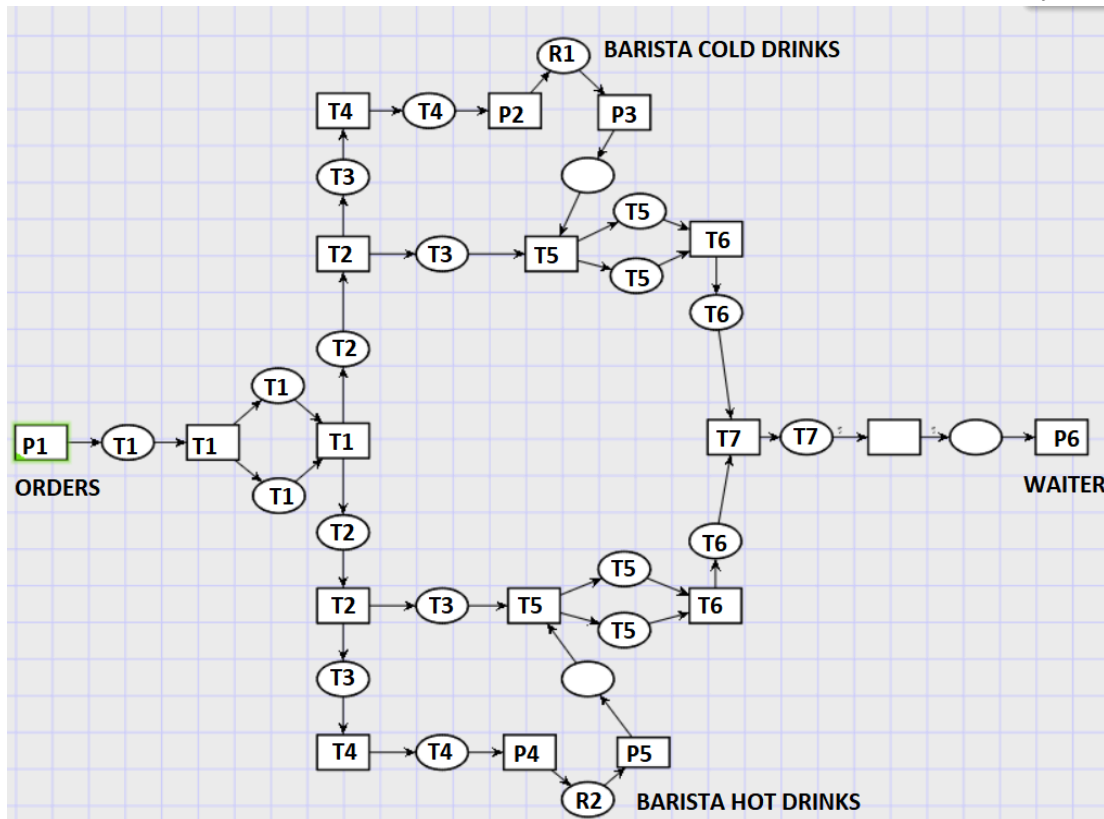 R1 BARISTA COLD DRINKS
T4 T4 P2 P3
T3
T5
T2 T3 T5 T6
T5
T6
T2
T1
P1 T1 T1 T1 T7 T7 P6
ORDERS WAITER
T1
T2
T6
T5
T2 T3 T5 T6
T5
T3
T4 T4 P4 P5
R2 BARISTA HOT DRINKS